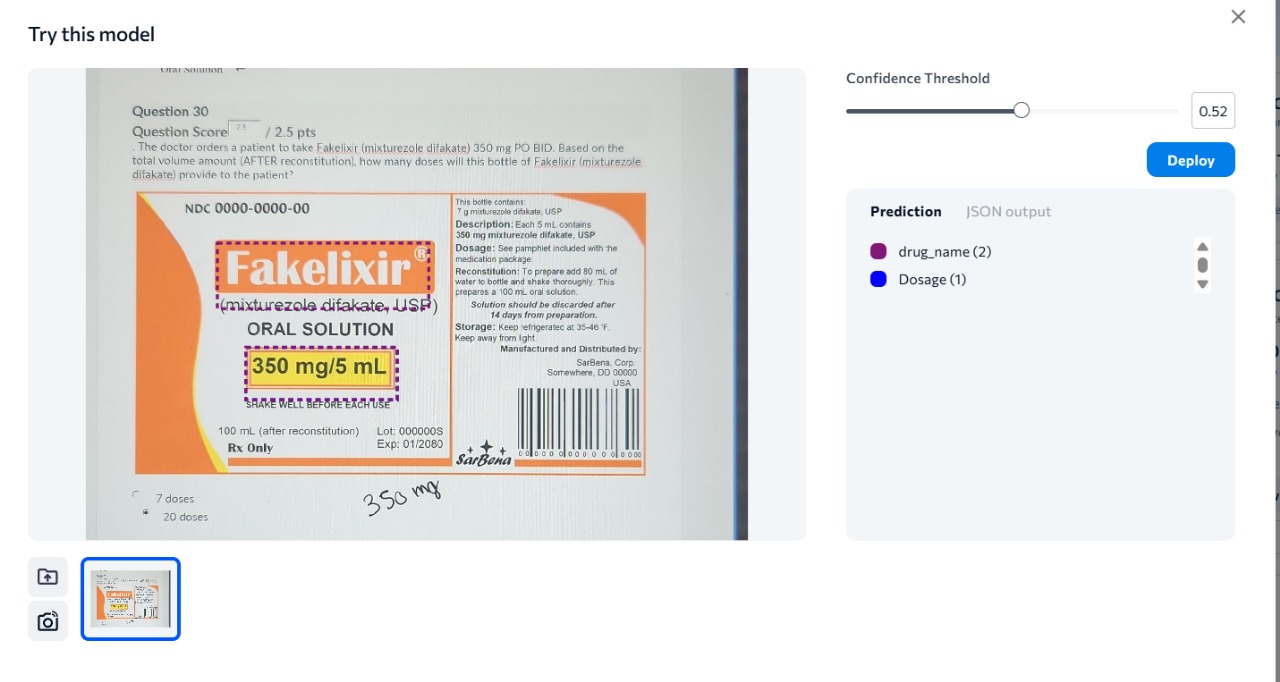 Try this model
Confidence Threshold
0.52
Deploy
Prediction JSON output
drug_name (2)
Dosage (1)
Oral Solution
Question 30
Question Score 2.5 / 2.5 pts
. The doctor orders a patient to take Fakelixir (mixturezole difakate) 350 mg PO BID. Based on the
total volume amount (AFTER reconstitution), how many doses will this bottle of Fakelixir (mixturezole
difakate) provide to the patient?
NDC 0000-0000-00
Fakelixir®
(mixturezole difakate, USP)
ORAL SOLUTION
350 mg/5 mL
SHAKE WELL BEFORE EACH USE
100 mL (after reconstitution)
Rx Only
Lot: 000000S
Exp: 01/2080
This bottle contains:
7 g mixturezole difakate, USP
Description: Each 5 mL contains
350 mg mixturezole difakate, USP
Dosage: See pamphlet included with the
medication package.
Reconstitution: To prepare add 80 mL of
water to bottle and shake thoroughly. This
prepares a 100 mL oral solution.
Solution should be discarded after
14 days from preparation.
Storage: Keep refrigerated at 35-46 °F.
Keep away from light.
Manufactured and Distributed by:
SarBena, Corp.
Somewhere, DD 00000
USA
SarBena
7 doses
20 doses
350 mg